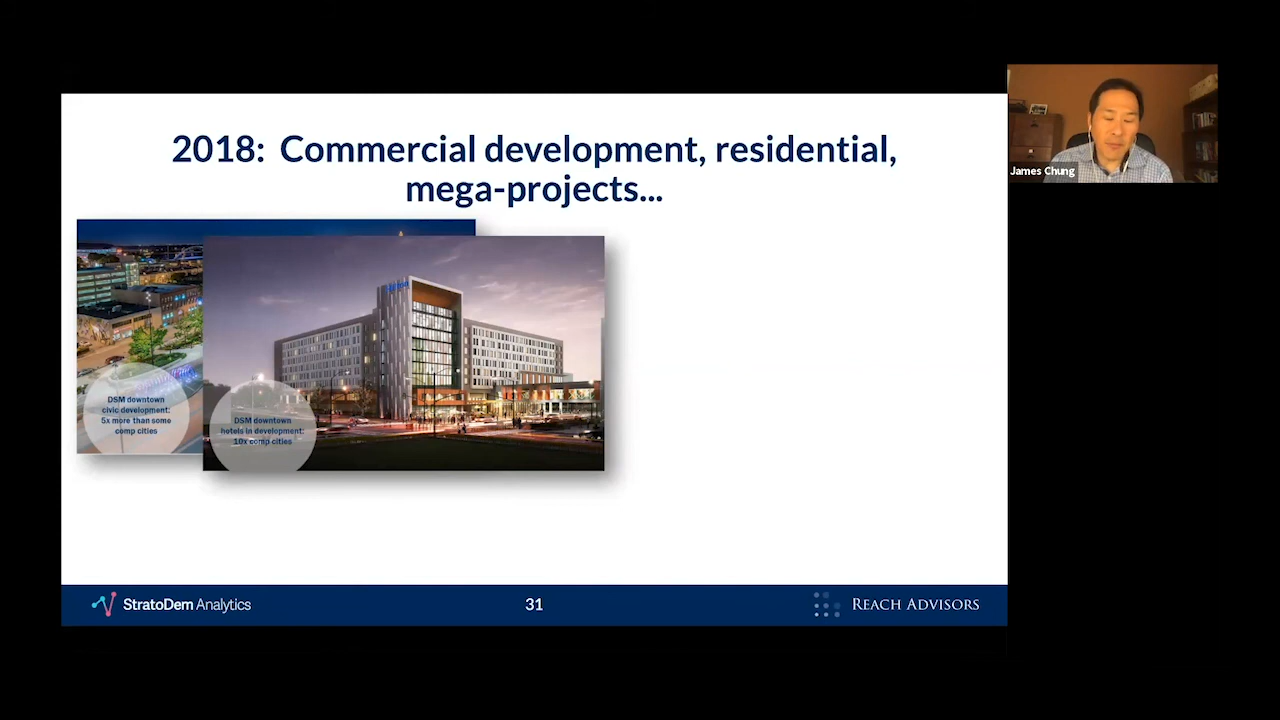 2018: Commercial development, residential,
mega-projects...
James Chung
Hilton
DSM downtown
civic development:
5x more than some
comp cities
DSM downtown
hotels in development:
10x comp cities
StratoDem Analytics
31
REACH ADVISORS